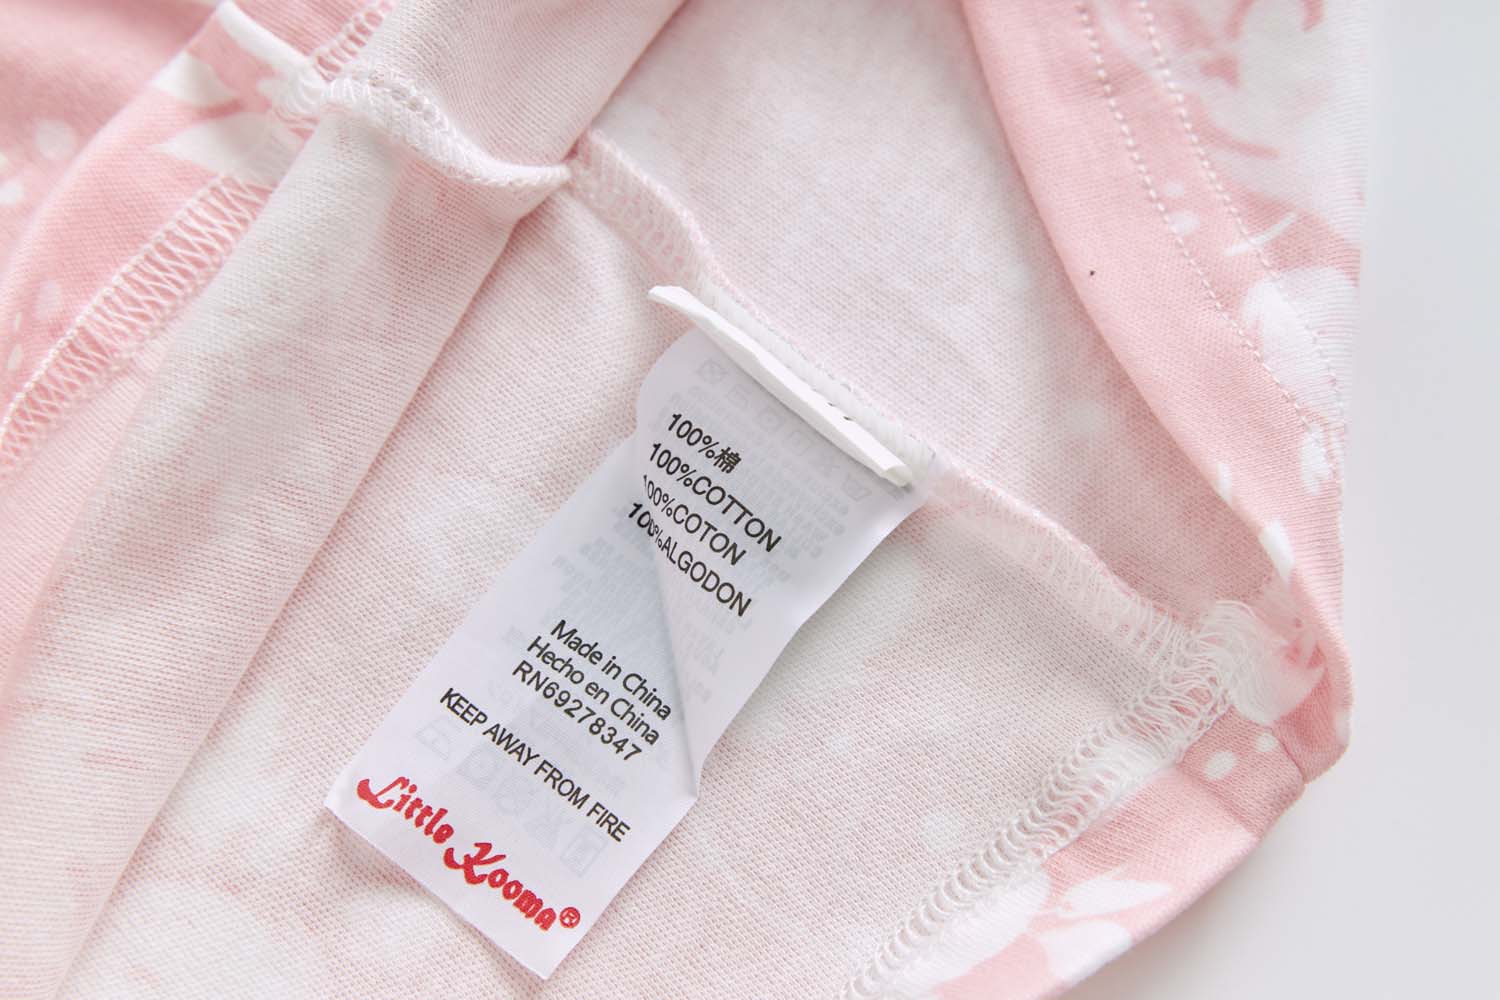 100%棉
100%COTTON
100%COTON
100%ALGODON
Made in China
Hecho en China
RN69278347
KEEP AWAY FROM FIRE
Little Kooma®